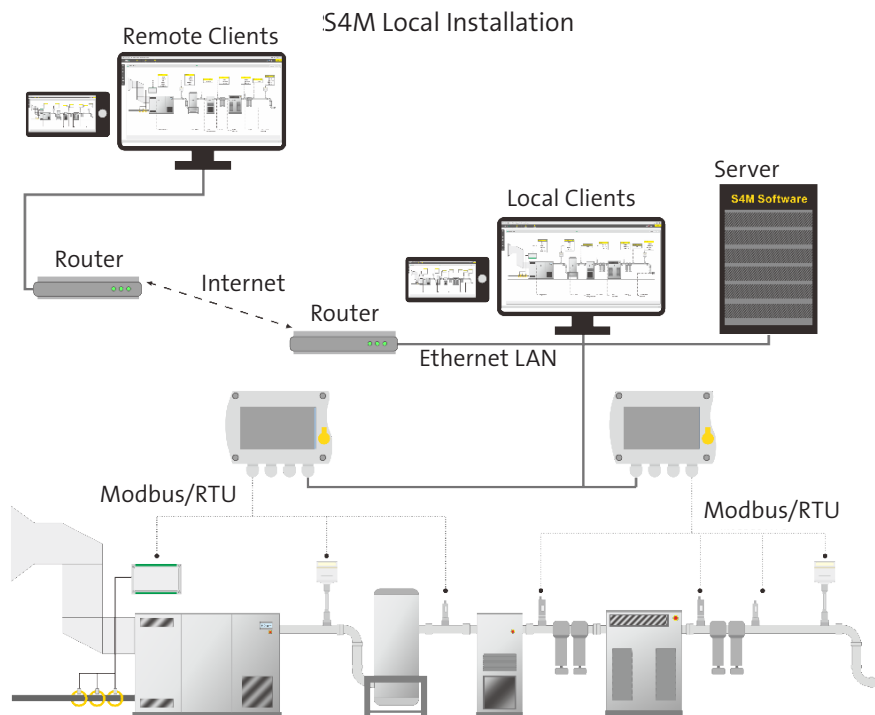 S4M Local Installation
Remote Clients
Server
S4M Software
Local Clients
Router
Internet
Router
Ethernet LAN
Modbus/RTU
Modbus/RTU